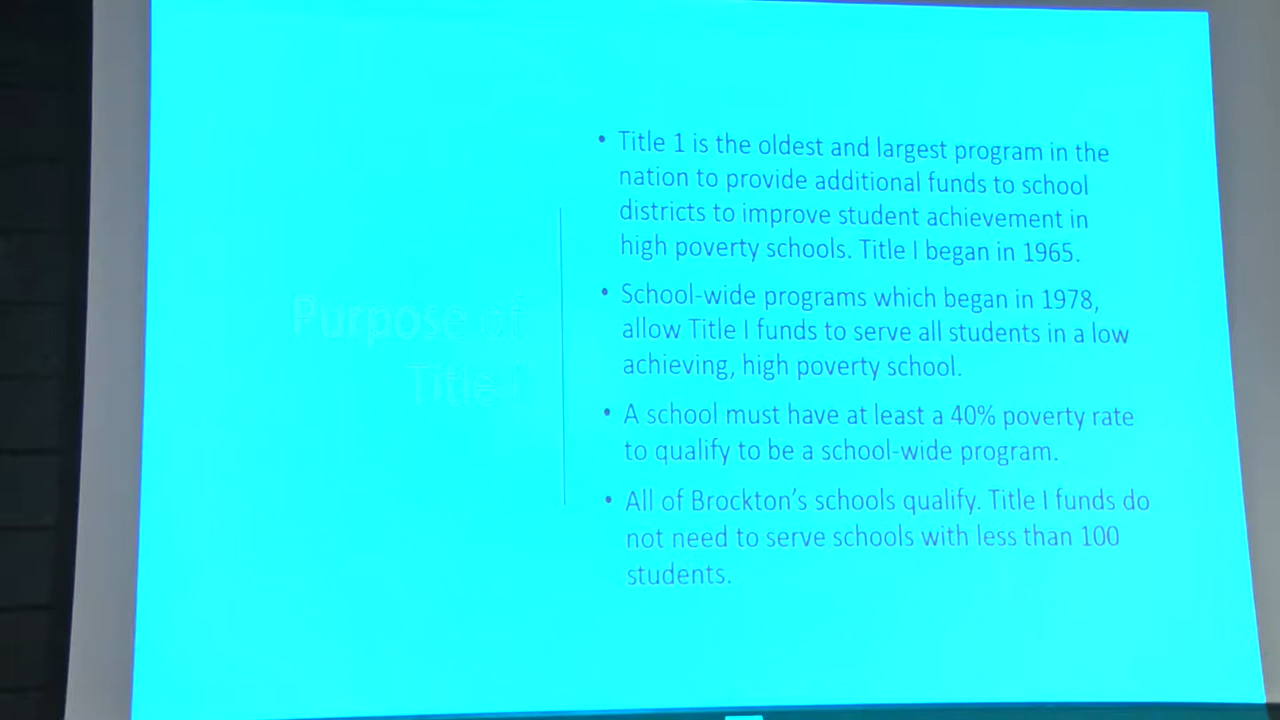 Purpose of
Title I
• Title 1 is the oldest and largest program in the
nation to provide additional funds to school
districts to improve student achievement in
high poverty schools. Title I began in 1965.
• School-wide programs which began in 1978,
allow Title I funds to serve all students in a low
achieving, high poverty school.
• A school must have at least a 40% poverty rate
to qualify to be a school-wide program.
• All of Brockton's schools qualify. Title I funds do
not need to serve schools with less than 100
students.